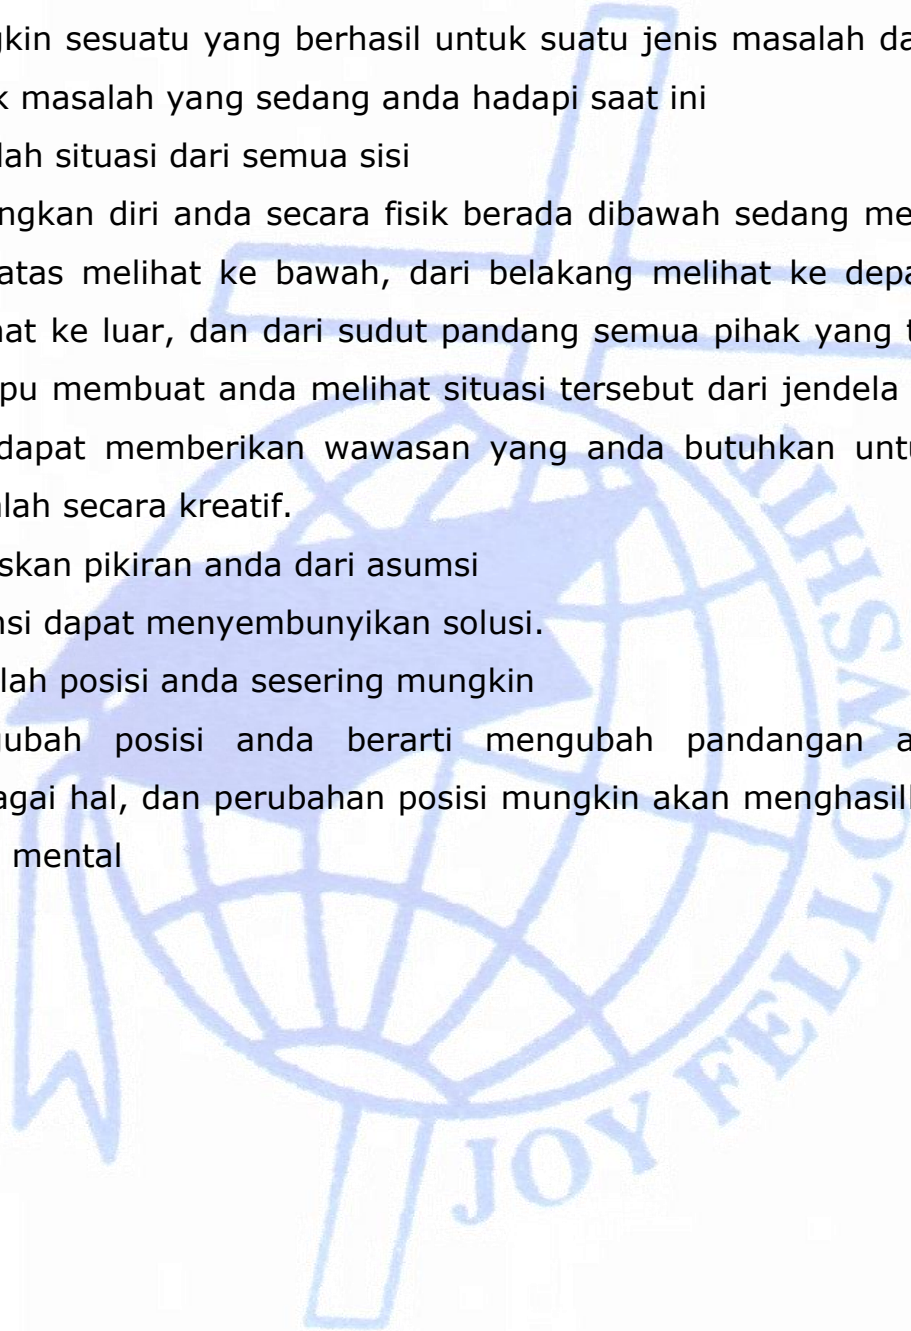 gkin sesuatu yang berhasil untuk suatu jenis masalah da
k masalah yang sedang anda hadapi saat ini
lah situasi dari semua sisi
ngkan diri anda secara fisik berada dibawah sedang me
atas melihat ke bawah, dari belakang melihat ke depa
at ke luar, dan dari sudut pandang semua pihak yang t
pu membuat anda melihat situasi tersebut dari jendela
dapat memberikan wawasan yang anda butuhkan untu
lah secara kreatif.
skan pikiran anda dari asumsi
nsi dapat menyembunyikan solusi.
lah posisi anda sesering mungkin
gubah posisi anda berarti mengubah pandangan a
agai hal, dan perubahan posisi mungkin akan menghasil
mental
JOY FELLOWSHIP